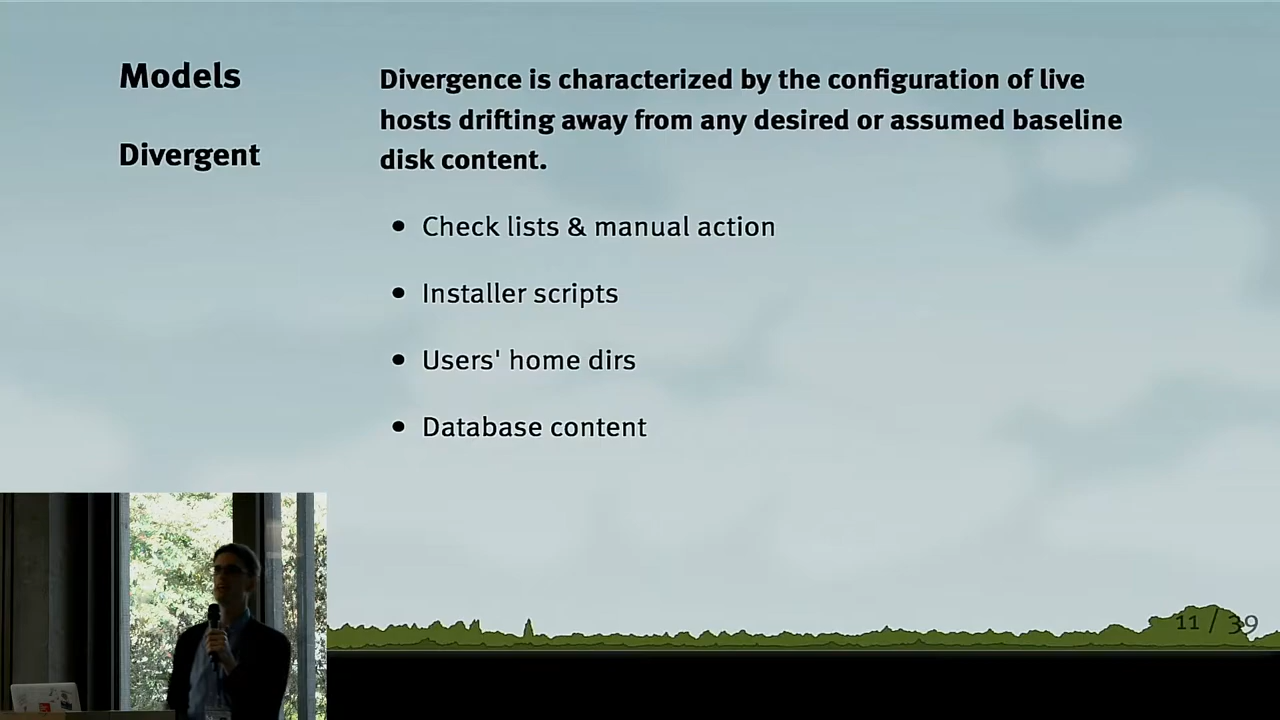 Models
Divergent
Divergence is characterized by the configuration of live
hosts drifting away from any desired or assumed baseline
disk content.
• Check lists & manual action
• Installer scripts
• Users' home dirs
• Database content
11 / 39